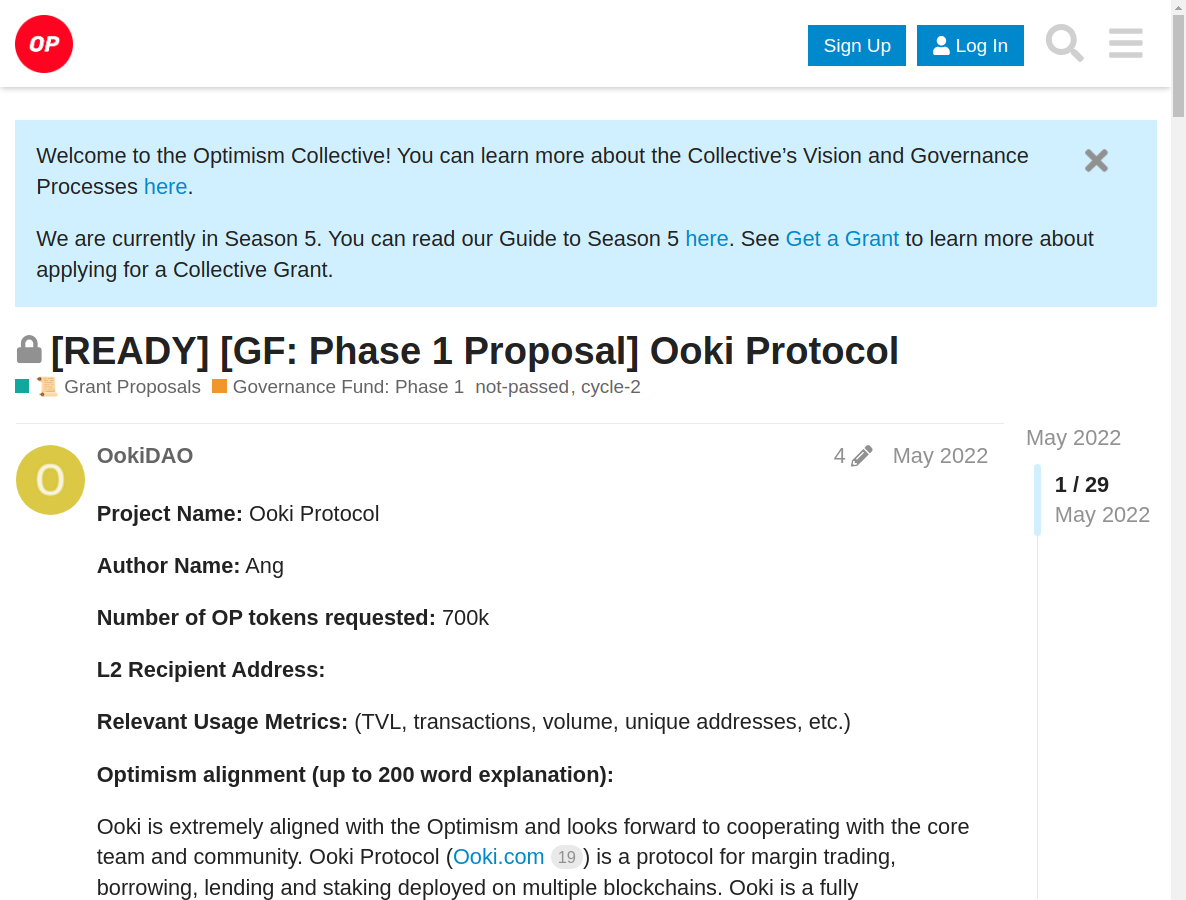 OP
Sign Up
Log In
Welcome to the Optimism Collective! You can learn more about the Collective’s Vision and Governance
Processes here.
We are currently in Season 5. You can read our Guide to Season 5 here. See Get a Grant to learn more about
applying for a Collective Grant.
[READY] [GF: Phase 1 Proposal] Ooki Protocol
Grant Proposals Governance Fund: Phase 1 not-passed, cycle-2
O
OokiDAO
4
May 2022
Project Name: Ooki Protocol
Author Name: Ang
Number of OP tokens requested: 700k
L2 Recipient Address:
Relevant Usage Metrics: (TVL, transactions, volume, unique addresses, etc.)
Optimism alignment (up to 200 word explanation):
Ooki is extremely aligned with the Optimism and looks forward to cooperating with the core
team and community. Ooki Protocol (Ooki.com 19) is a protocol for margin trading,
borrowing, lending and staking deployed on multiple blockchains. Ooki is a fully
May 2022
1 / 29
May 2022